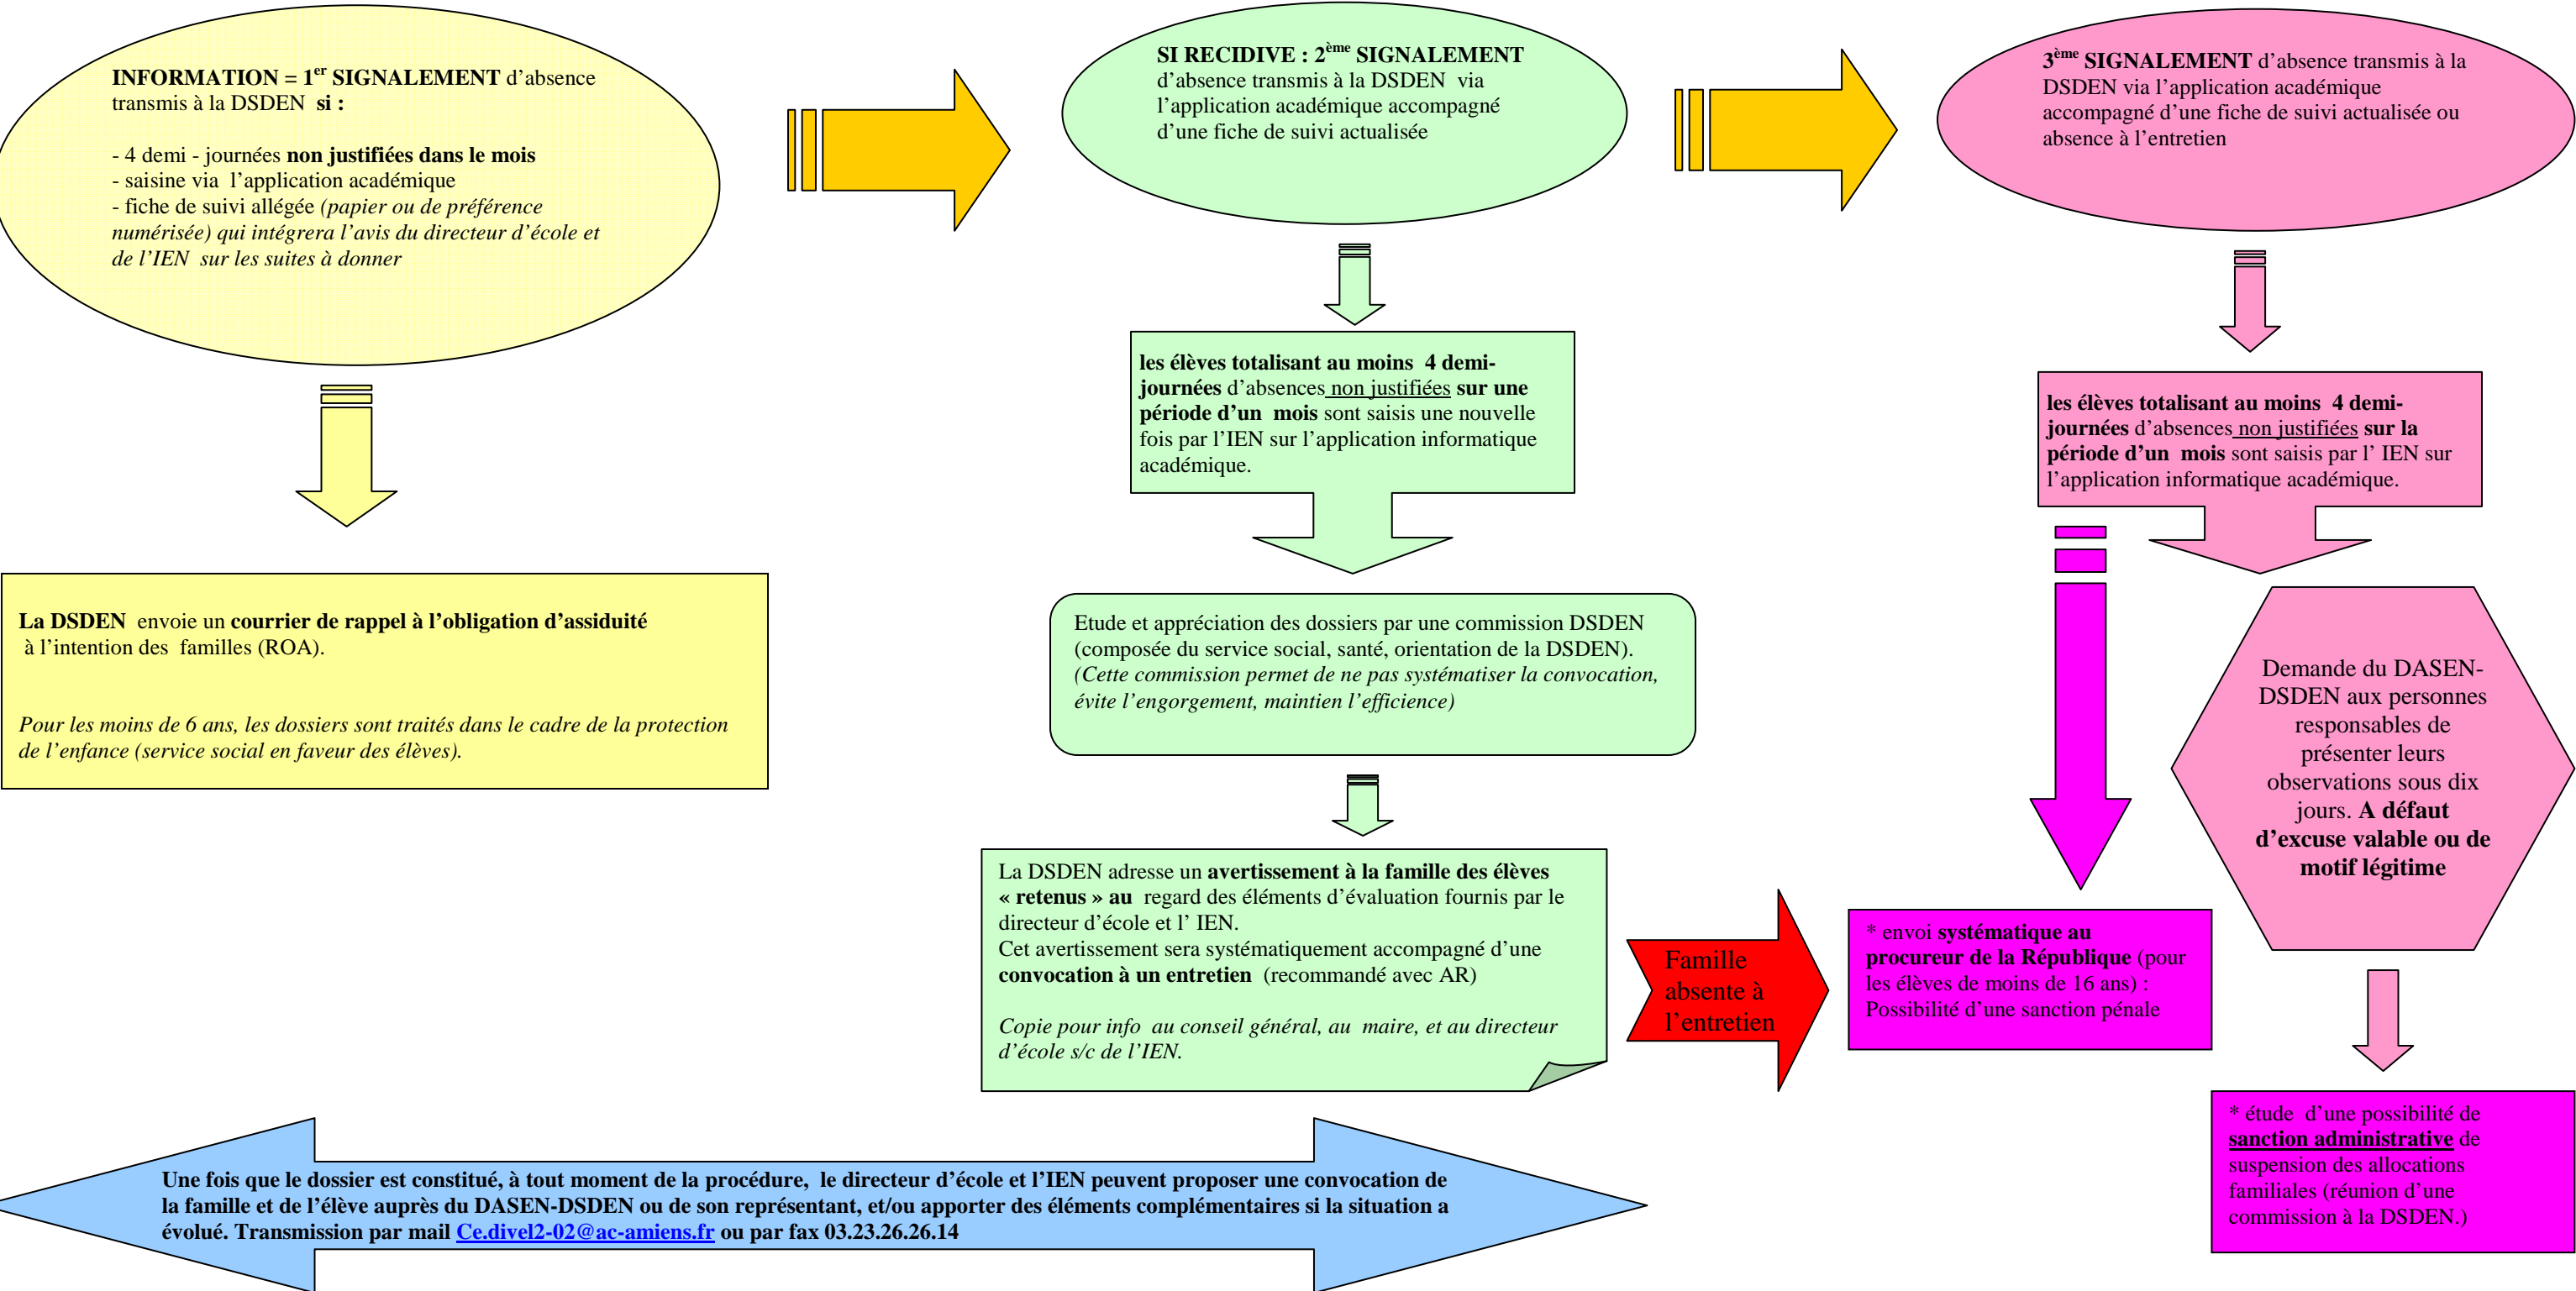 INFORMATION = 1er SIGNALEMENT d’absence
transmis à la DSDEN si :
- 4 demi - journées non justifiées dans le mois
- saisine via l’application académique
- fiche de suivi allégée (papier ou de préférence
numérisée) qui intégrera l’avis du directeur d’école et
de l’IEN sur les suites à donner
La DSDEN envoie un courrier de rappel à l’obligation d’assiduité
à l’intention des familles (ROA).
Pour les moins de 6 ans, les dossiers sont traités dans le cadre de la protection
de l’enfance (service social en faveur des élèves).
SI RECIDIVE : 2ème SIGNALEMENT
d’absence transmis à la DSDEN via
l’application académique accompagné
d’une fiche de suivi actualisée
les élèves totalisant au moins 4 demi-
journées d’absences non justifiées sur une
période d’un mois sont saisis une nouvelle
fois par l’IEN sur l’application informatique
académique.
Etude et appréciation des dossiers par une commission DSDEN
(composée du service social, santé, orientation de la DSDEN).
(Cette commission permet de ne pas systématiser la convocation,
évite l’engorgement, maintien l’efficience)
La DSDEN adresse un avertissement à la famille des élèves
« retenus » au regard des éléments d’évaluation fournis par le
directeur d’école et l’ IEN.
Cet avertissement sera systématiquement accompagné d’une
convocation à un entretien (recommandé avec AR)
Copie pour info au conseil général, au maire, et au directeur
d’école s/c de l’IEN.
Famille
absente à
l’entretien
3ème SIGNALEMENT d’absence transmis à la
DSDEN via l’application académique
accompagné d’une fiche de suivi actualisée ou
absence à l’entretien
les élèves totalisant au moins 4 demi-
journées d’absences non justifiées sur la
période d’un mois sont saisis par l’ IEN sur
l’application informatique académique.
Demande du DASEN-
DSDEN aux personnes
responsables de
présenter leurs
observations sous dix
jours. A défaut
d’excuse valable ou de
motif légitime
* envoi systématique au
procureur de la République (pour
les élèves de moins de 16 ans) :
Possibilité d’une sanction pénale
* étude d’une possibilité de
sanction administrative de
suspension des allocations
familiales (réunion d’une
commission à la DSDEN.)
Une fois que le dossier est constitué, à tout moment de la procédure, le directeur d’école et l’IEN peuvent proposer une convocation de
la famille et de l’élève auprès du DASEN-DSDEN ou de son représentant, et/ou apporter des éléments complémentaires si la situation a
évolué. Transmission par mail Ce.divel2-02@ac-amiens.fr ou par fax 03.23.26.26.14